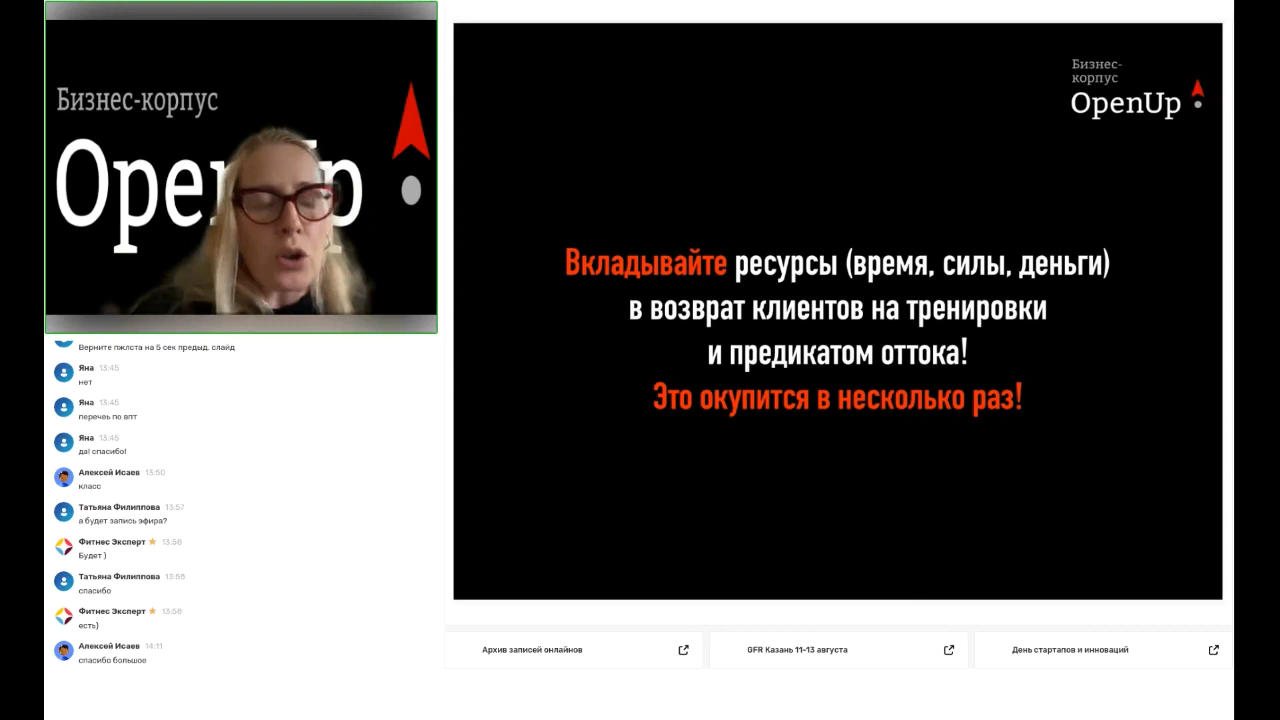 Бизнес-корпус
OpenUp
Верните пжлста на 5 сек предыд. слайд
Яна 13:45
нет
Яна 13:45
перечеь по впт
Яна 13:45
да! спасибо!
Алексей Исаев 13:50
класс
Татьяна Филиппова 13:57
а будет запись эфира?
Фитнес Эксперт 13:58
Будет )
Татьяна Филиппова 13:58
спасибо
Фитнес Эксперт 13:58
есть)
Алексей Исаев 14:11
спасибо большое
Бизнес-
корпус
OpenUp
Вкладывайте ресурсы (время, силы, деньги)
в возврат клиентов на тренировки
и предикатом оттока!
Это окупится в несколько раз!
Архив записей онлайнов
GFR Казань 11-13 августа
День стартапов и инноваций